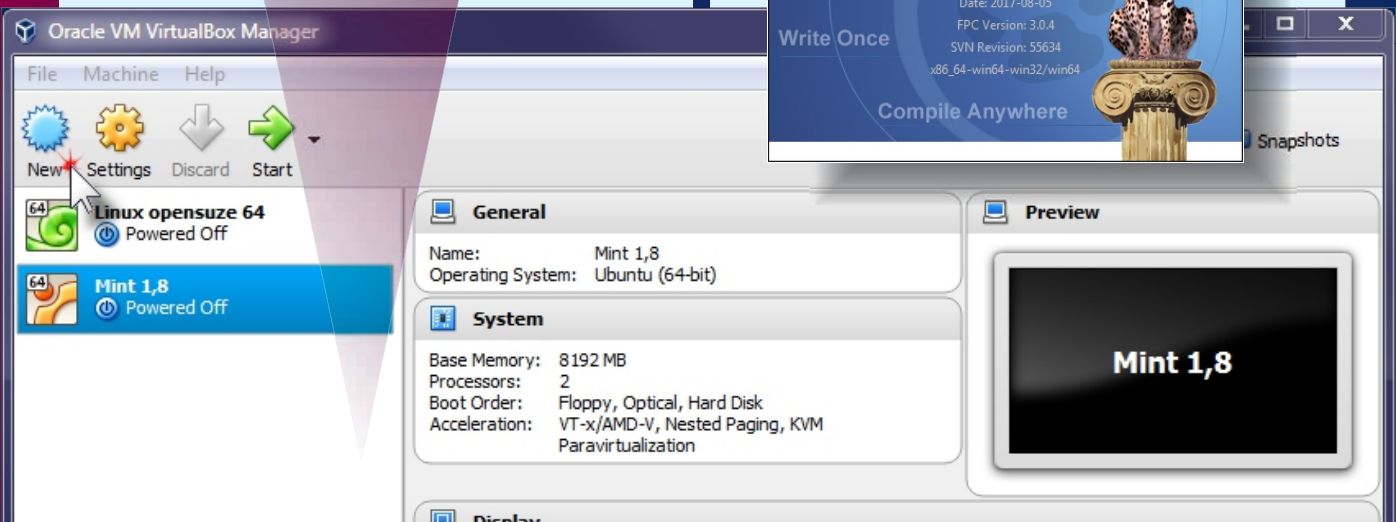 Date: 2017-08-05
FPC Version: 3.0.4
SVN Revision: 55634
x86_64-win64-win32/win64
Write Once
Compile Anywhere
Oracle VM VirtualBox Manager
X
File Machine Help
New Settings Discard Start
Snapshots
64
Linux opensuze 64
Powered Off
64
Mint 1,8
Powered Off
General
Name: Mint 1,8
Operating System: Ubuntu (64-bit)
System
Base Memory: 8192 MB
Processors: 2
Boot Order: Floppy, Optical, Hard Disk
Acceleration: VT-x/AMD-V, Nested Paging, KVM
Paravirtualization
Display
Preview
Mint 1,8